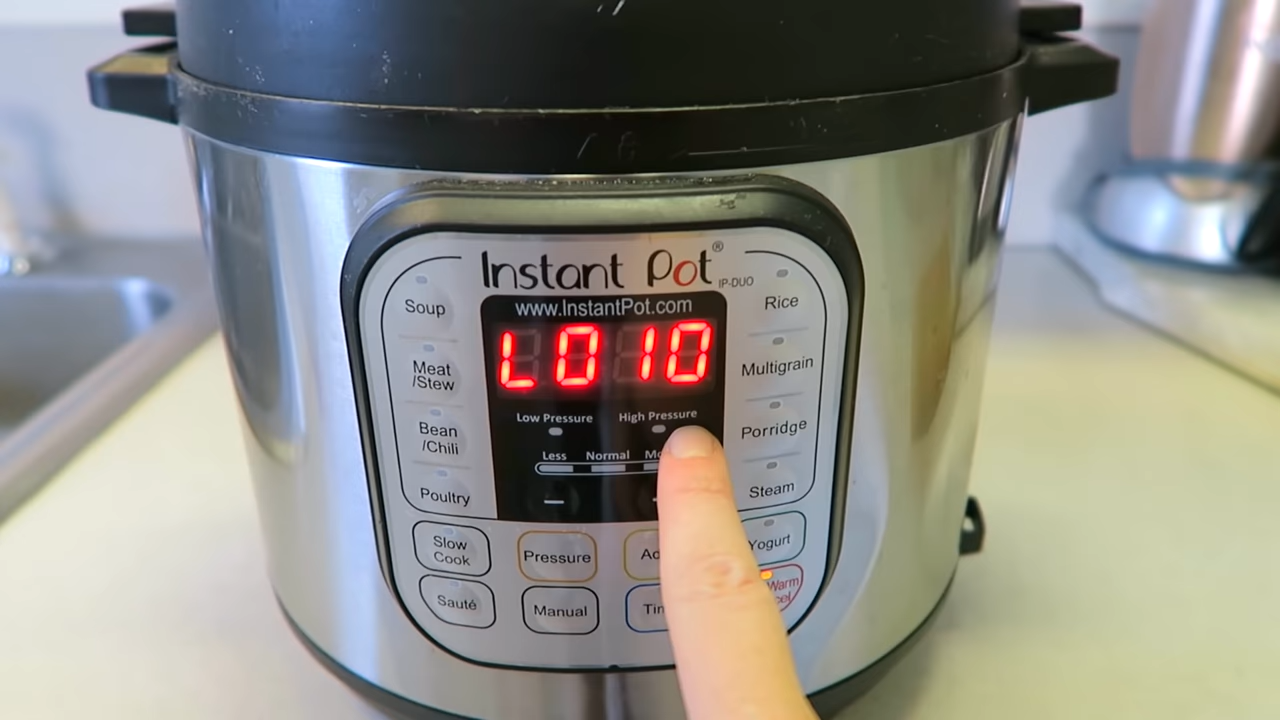 Instant Pot®
IP-DUO
www.InstantPot.com
L0 10
Low Pressure
High Pressure
Less
Normal
Soup
Meat
/Stew
Bean
/Chili
Poultry
Rice
Multigrain
Porridge
Steam
Slow
Cook
Pressure
Yogurt
Sauté
Manual
Warm